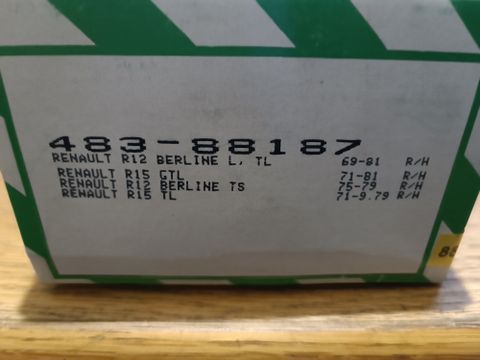 483-88187
RENAULT R12 BERLINE L, TL 69-81 R/H
RENAULT R15 GTL 71-81 R/H
RENAULT R12 BERLINE TS 75-79 R/H
RENAULT R15 TL 71-9.79 R/H